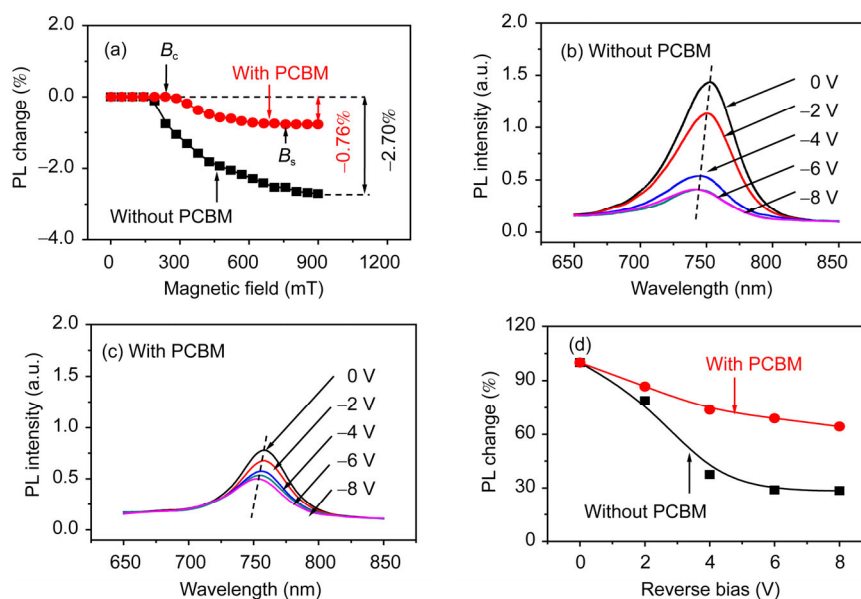 (a)
PL change (%)
2.0
0.0
−2.0
−4.0
0
300
600
900
1200
Magnetic field (mT)
B_c
With PCBM
B_s
Without PCBM
−0.76%
−2.70%
(b) Without PCBM
PL intensity (a.u.)
2.0
1.5
1.0
0.5
0.0
650
700
750
800
850
Wavelength (nm)
0 V
−2 V
−4 V
−6 V
−8 V
(c) With PCBM
PL intensity (a.u.)
2.0
1.5
1.0
0.5
0.0
650
700
750
800
850
Wavelength (nm)
0 V
−2 V
−4 V
−6 V
−8 V
(d)
PL change (%)
120
90
60
30
0
0
2
4
6
8
Reverse bias (V)
With PCBM
Without PCBM